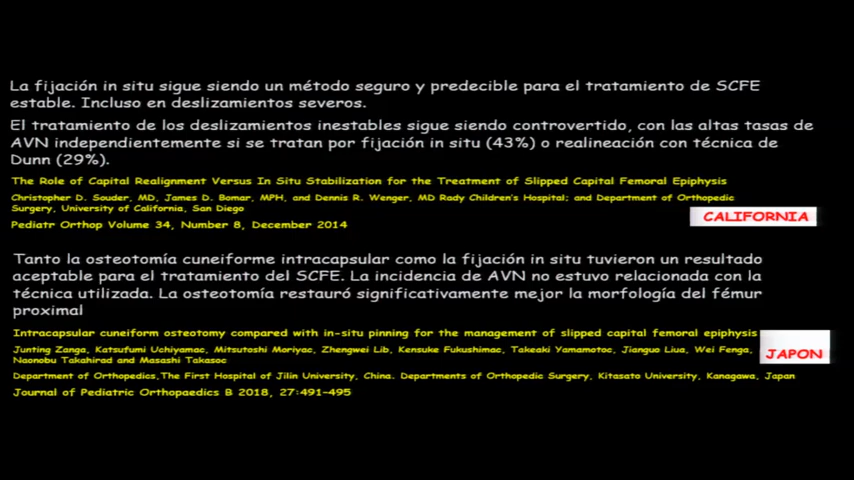 La fijación in situ sigue siendo un método seguro y predecible para el tratamiento de SCFE
estable. Incluso en deslizamientos severos.
El tratamiento de los deslizamientos inestables sigue siendo controvertido, con las altas tasas de
AVN independientemente si se tratan por fijación in situ (43%) o realineación con técnica de
Dunn (29%).
The Role of Capital Realignment Versus In Situ Stabilization for the Treatment of Slipped Capital Femoral Epiphysis
Christopher D. Souder, MD, James D. Bomar, MPH, and Dennis R. Wenger, MD Rady Children's Hospital; and Department of Orthopedic
Surgery, University of California, San Diego
CALIFORNIA
Pediatr Orthop Volume 34, Number 8, December 2014
Tanto la osteotomía cuneiforme intracapsular como la fijación in situ tuvieron un resultado
aceptable para el tratamiento del SCFE. La incidencia de AVN no estuvo relacionada con la
técnica utilizada. La osteotomía restauró significativamente mejor la morfología del fémur
proximal
Intracapsular cuneiform osteotomy compared with in-situ pinning for the management of slipped capital femoral epiphysis
Junting Zanga, Katsufumi Uchiyamac, Mitsutoshi Moriyac, Zhengwei Lib, Kensuke Fukushimac, Takeaki Yamamotoc, Jianguo Liua, Wei Fenga,
Naonobu Takahirad and Masashi Takasoc
JAPON
Department of Orthopedics,The First Hospital of Jilin University, China. Departments of Orthopedic Surgery, Kitasato University, Kanagawa, Japan
Journal of Pediatric Orthopaedics B 2018, 27:491-495